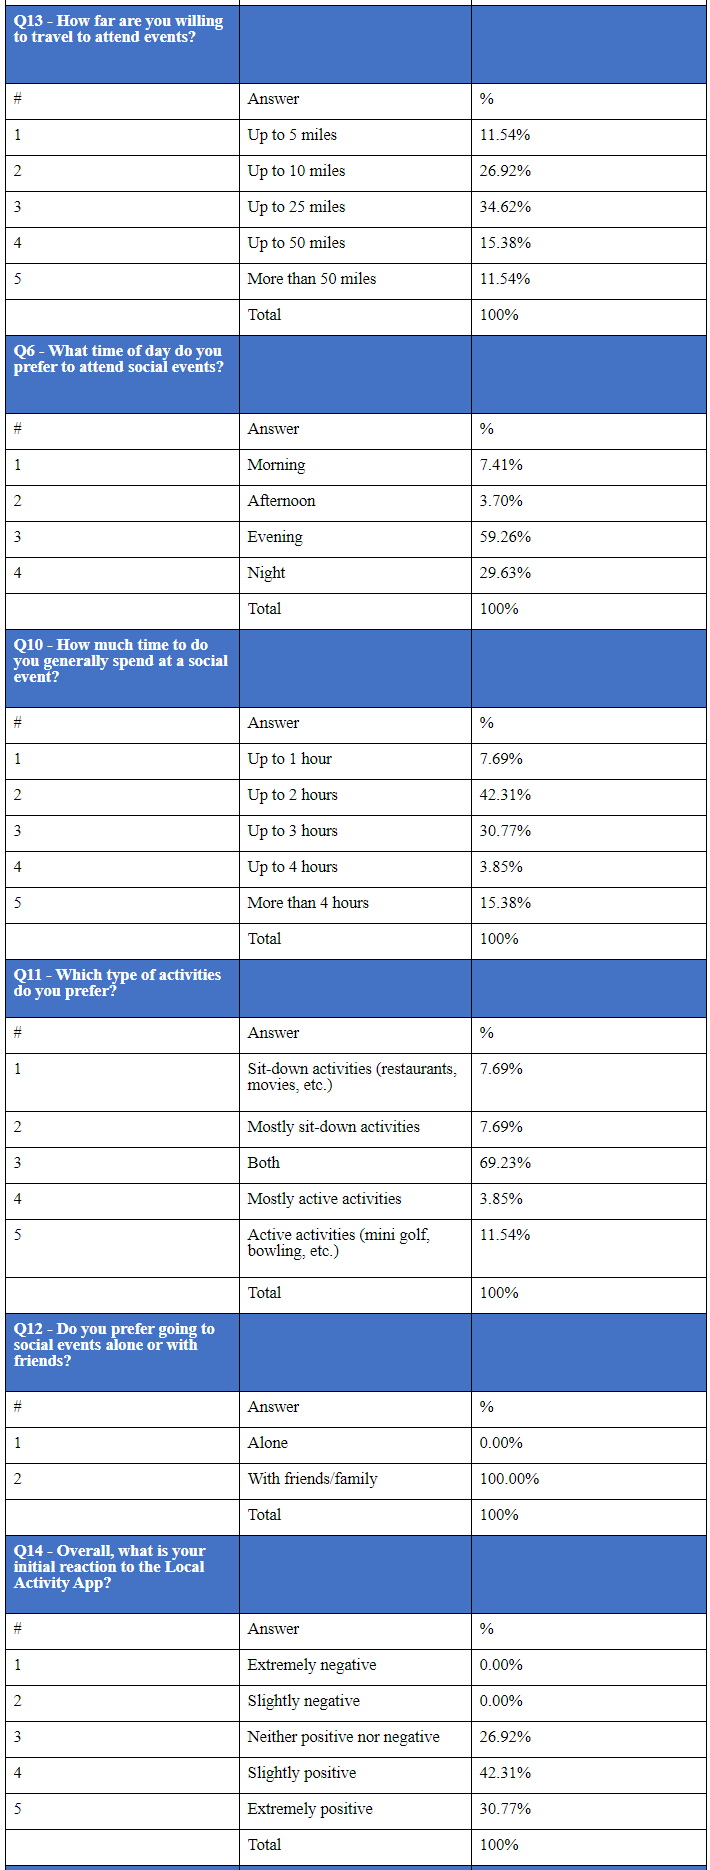 Q13 - How far are you willing
to travel to attend events?
# Answer %
1 Up to 5 miles 11.54%
2 Up to 10 miles 26.92%
3 Up to 25 miles 34.62%
4 Up to 50 miles 15.38%
5 More than 50 miles 11.54%
Total 100%
Q6 - What time of day do you
prefer to attend social events?
# Answer %
1 Morning 7.41%
2 Afternoon 3.70%
3 Evening 59.26%
4 Night 29.63%
Total 100%
Q10 - How much time to do
you generally spend at a social
event?
# Answer %
1 Up to 1 hour 7.69%
2 Up to 2 hours 42.31%
3 Up to 3 hours 30.77%
4 Up to 4 hours 3.85%
5 More than 4 hours 15.38%
Total 100%
Q11 - Which type of activities
do you prefer?
# Answer %
1 Sit-down activities (restaurants, 7.69%
movies, etc.)
2 Mostly sit-down activities 7.69%
3 Both 69.23%
4 Mostly active activities 3.85%
5 Active activities (mini golf, 11.54%
bowling, etc.)
Total 100%
Q12 - Do you prefer going to
social events alone or with
friends?
# Answer %
1 Alone 0.00%
2 With friends/family 100.00%
Total 100%
Q14 - Overall, what is your
initial reaction to the Local
Activity App?
# Answer %
1 Extremely negative 0.00%
2 Slightly negative 0.00%
3 Neither positive nor negative 26.92%
4 Slightly positive 42.31%
5 Extremely positive 30.77%
Total 100%